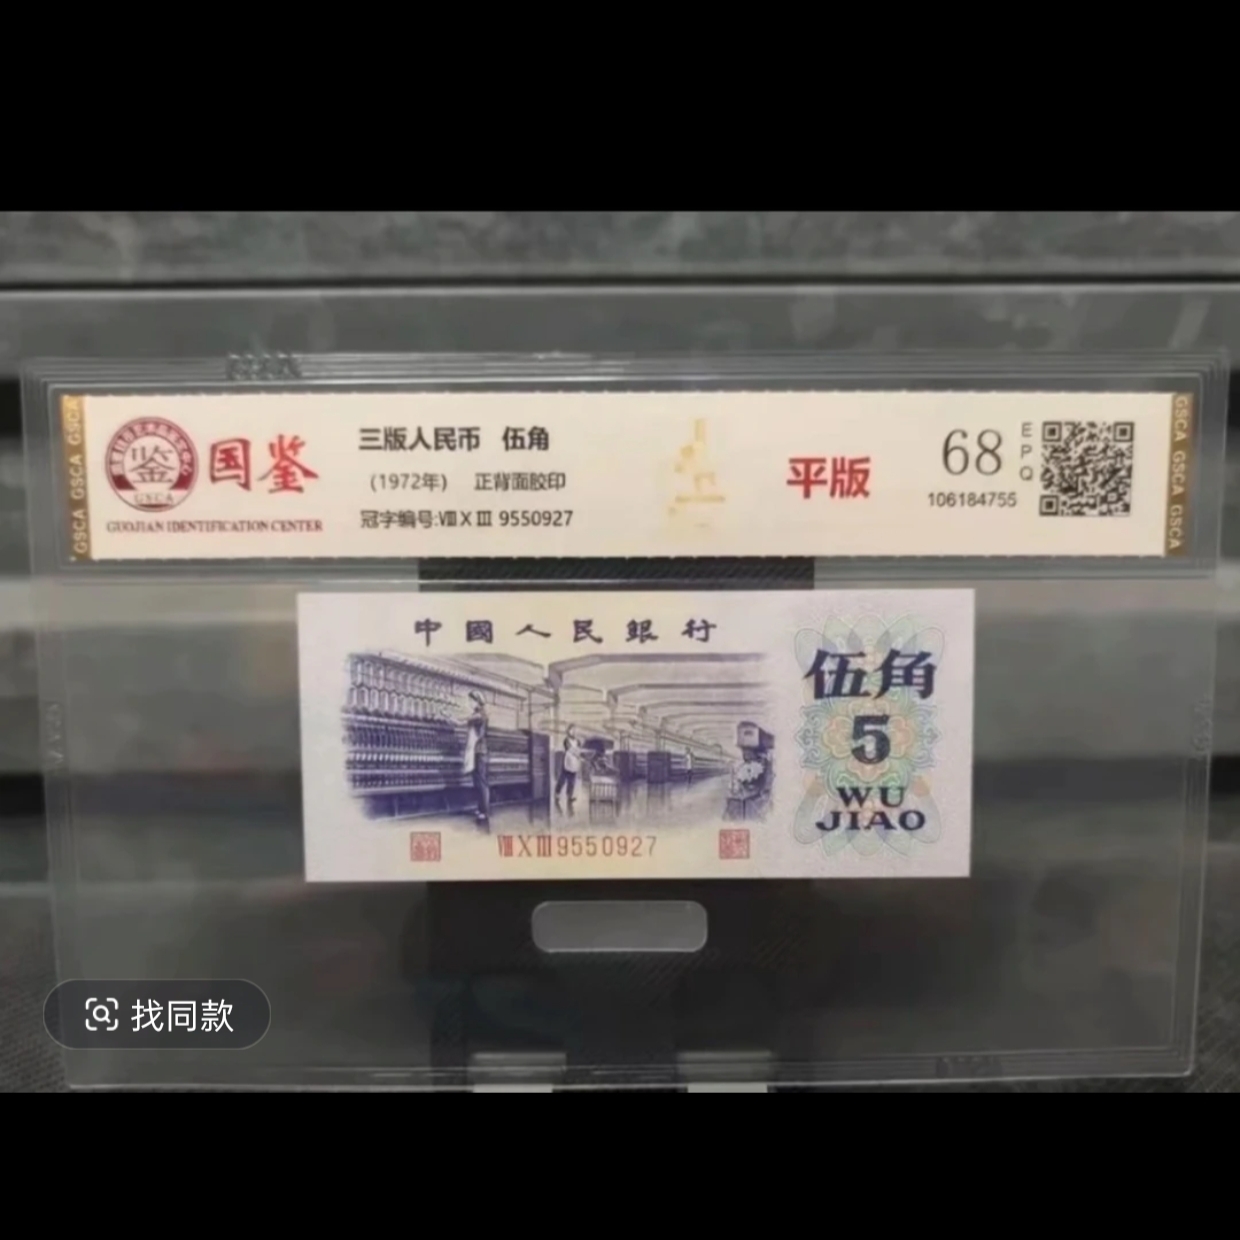 国鉴
GSCA
GUOJIAN IDENTIFICATION CENTER
三版人民币 伍角
(1972年) 正背面胶印
冠字编号:ⅧⅩⅢ 9550927
平版
68
EPQ
106184755
GSCA GSCA GSCA
GSCA GSCA GSCA
中國人民銀行
伍角
5
WU
JIAO
ⅧⅩⅢ9550927
找同款